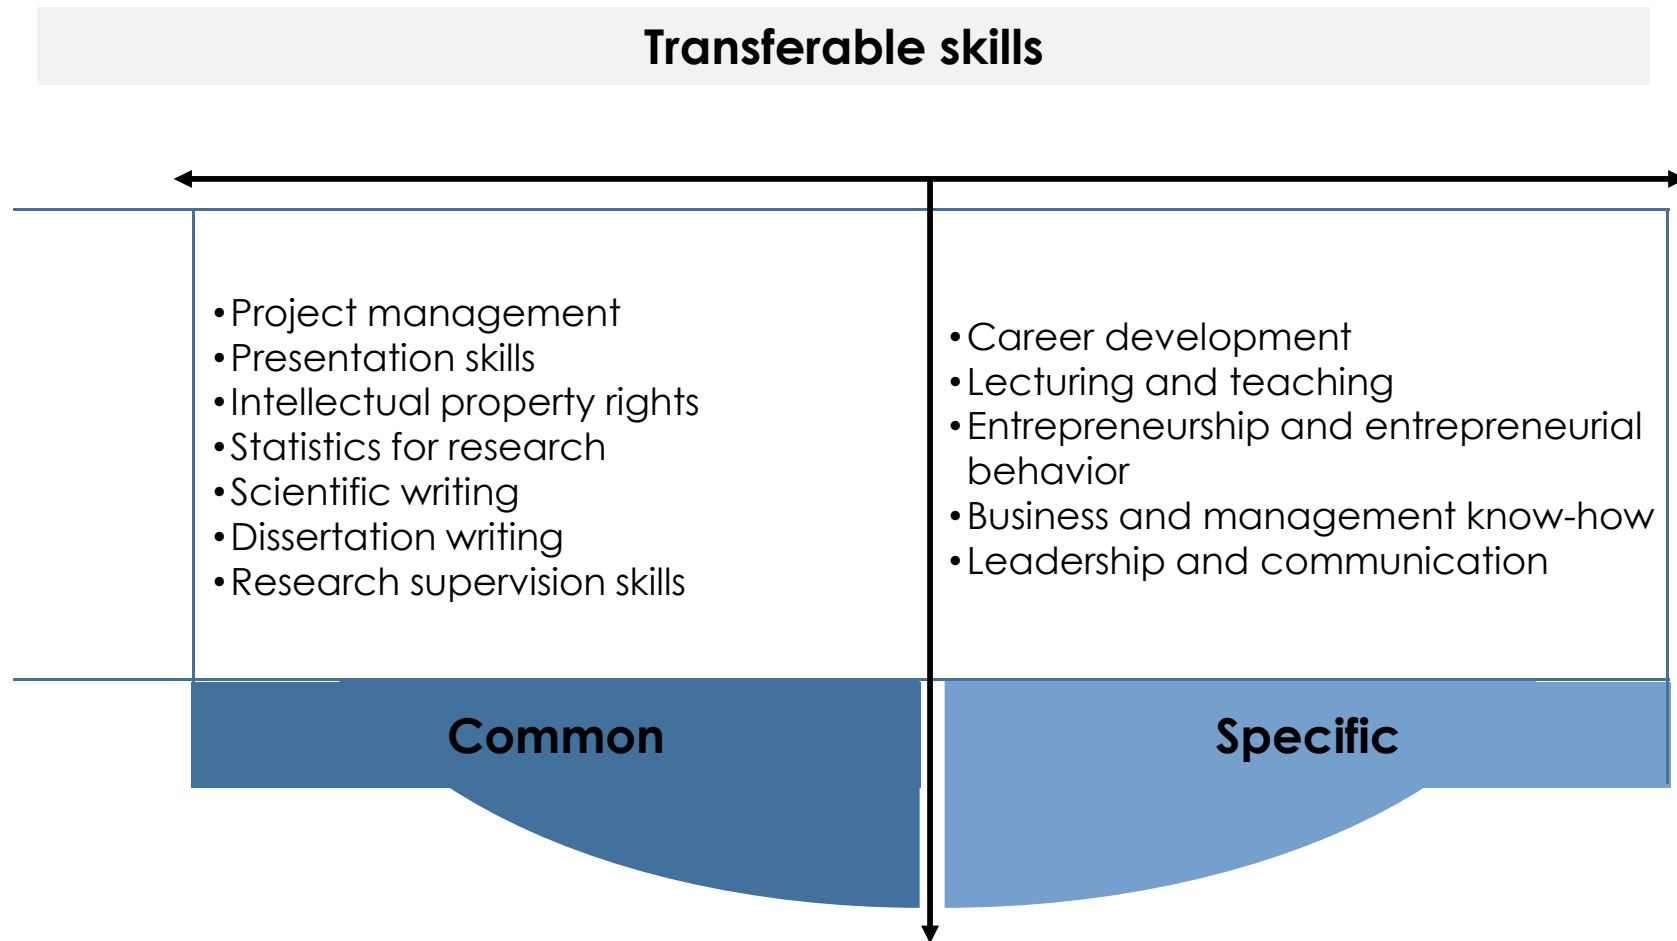 Transferable skills
•Project management
•Presentation skills
•Intellectual property rights
•Statistics for research
•Scientific writing
•Dissertation writing
•Research supervision skills
•Career development
•Lecturing and teaching
•Entrepreneurship and entrepreneurial
behavior
•Business and management know-how
•Leadership and communication
Common
Specific